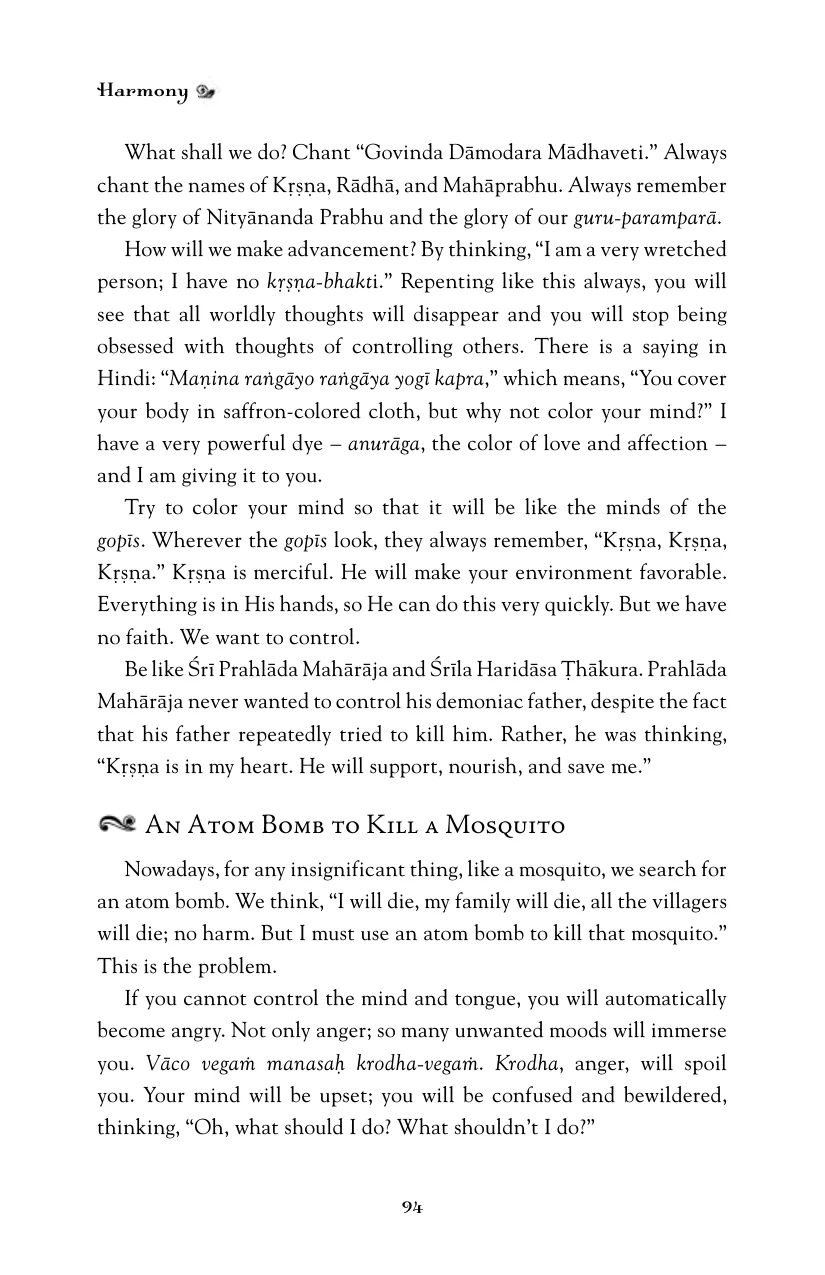 Harmony
What shall we do? Chant “Govinda Dāmodara Mādhaveti.” Always
chant the names of Kṛṣṇa, Rādhā, and Mahāprabhu. Always remember
the glory of Nityānanda Prabhu and the glory of our guru-paramparā.
How will we make advancement? By thinking, “I am a very wretched
person; I have no kṛṣṇa-bhakti.” Repenting like this always, you will
see that all worldly thoughts will disappear and you will stop being
obsessed with thoughts of controlling others. There is a saying in
Hindi: “Maṇina raṅgāyo raṅgāya yogī kapra,” which means, “You cover
your body in saffron-colored cloth, but why not color your mind?” I
have a very powerful dye – anurāga, the color of love and affection –
and I am giving it to you.
Try to color your mind so that it will be like the minds of the
gopīs. Wherever the gopīs look, they always remember, “Kṛṣṇa, Kṛṣṇa,
Kṛṣṇa.” Kṛṣṇa is merciful. He will make your environment favorable.
Everything is in His hands, so He can do this very quickly. But we have
no faith. We want to control.
Be like Śrī Prahlāda Mahārāja and Śrīla Haridāsa Ṭhākura. Prahlāda
Mahārāja never wanted to control his demoniac father, despite the fact
that his father repeatedly tried to kill him. Rather, he was thinking,
“Kṛṣṇa is in my heart. He will support, nourish, and save me.”
An Atom Bomb to Kill a Mosquito
Nowadays, for any insignificant thing, like a mosquito, we search for
an atom bomb. We think, “I will die, my family will die, all the villagers
will die; no harm. But I must use an atom bomb to kill that mosquito.”
This is the problem.
If you cannot control the mind and tongue, you will automatically
become angry. Not only anger; so many unwanted moods will immerse
you. Vāco vegaṁ manasaḥ krodha-vegaṁ. Krodha, anger, will spoil
you. Your mind will be upset; you will be confused and bewildered,
thinking, “Oh, what should I do? What shouldn’t I do?”
94